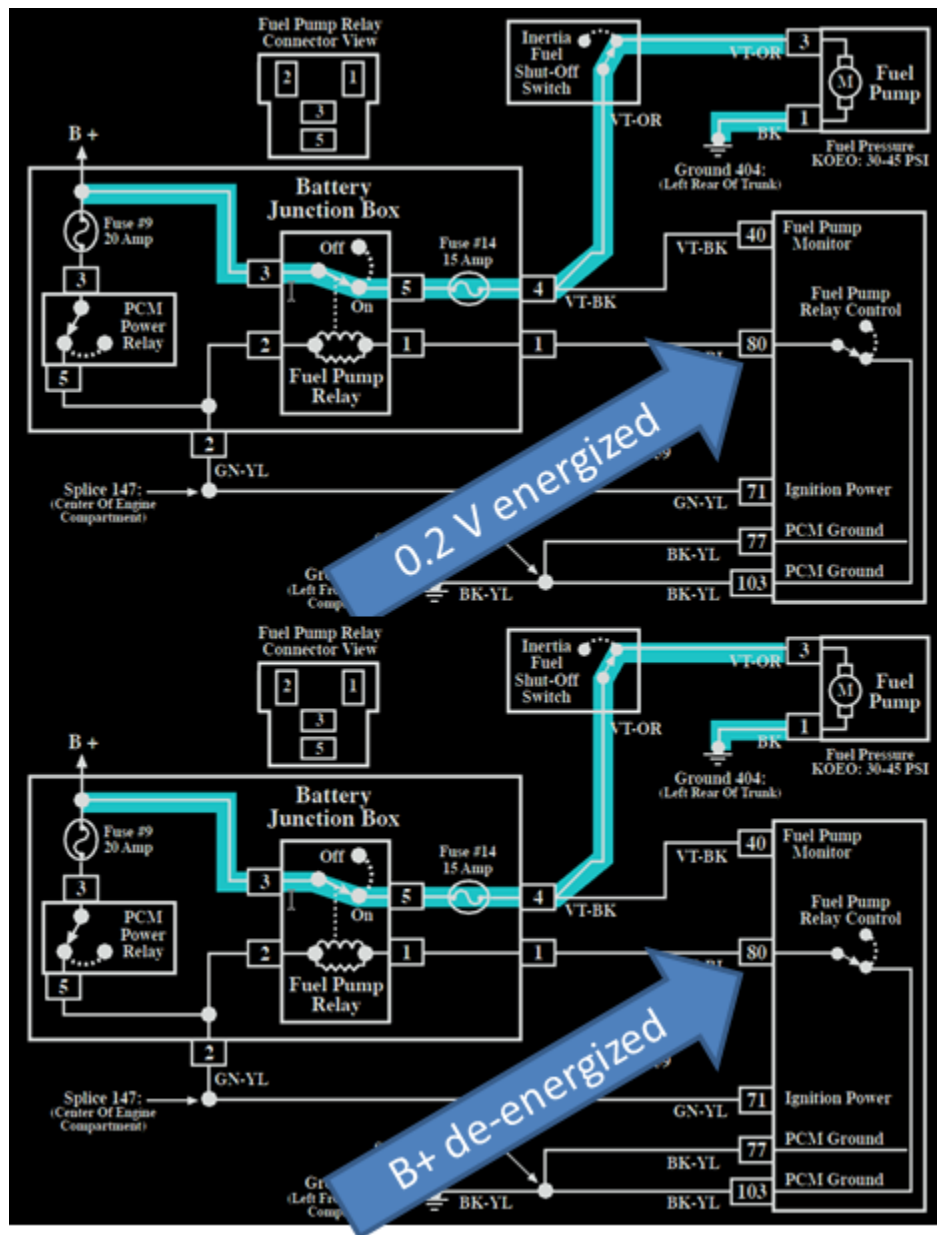 Fuel Pump Relay
Connector View
2 1
3
5
B +
Inertia
Fuel
Shut-Off
Switch
VT-OR
VT-OR
3
M
Fuel
Pump
1
BK
Ground 404:
(Left Rear Of Trunk)
Fuel Pressure
KOEO: 30-45 PSI
Battery
Junction Box
Fuse #9
20 Amp
3
PCM
Power
Relay
5
Off
3
On
5
Fuse #14
15 Amp
4
VT-BK
VT-BK
2
1
1
Fuel Pump
Relay
2
GN-YL
Splice 147:
(Center Of Engine
Compartment)
40
Fuel Pump
Monitor
Fuel Pump
Relay Control
80
71
Ignition Power
GN-YL
77
PCM Ground
BK-YL
103
PCM Ground
BK-YL
BK-YL
(Left
0.2 V energized
Fuel Pump Relay
Connector View
2 1
3
5
B +
Inertia
Fuel
Shut-Off
Switch
VT-OR
VT-OR
3
M
Fuel
Pump
1
BK
Ground 404:
(Left Rear Of Trunk)
Fuel Pressure
KOEO: 30-45 PSI
Battery
Junction Box
Fuse #9
20 Amp
3
PCM
Power
Relay
5
Off
3
On
5
Fuse #14
15 Amp
4
VT-BK
VT-BK
2
1
1
Fuel Pump
Relay
2
GN-YL
Splice 147:
(Center Of Engine
Compartment)
40
Fuel Pump
Monitor
Fuel Pump
Relay Control
80
71
Ignition Power
GN-YL
77
PCM Ground
BK-YL
103
PCM Ground
BK-YL
BK-YL
(Left
B+ de-energized